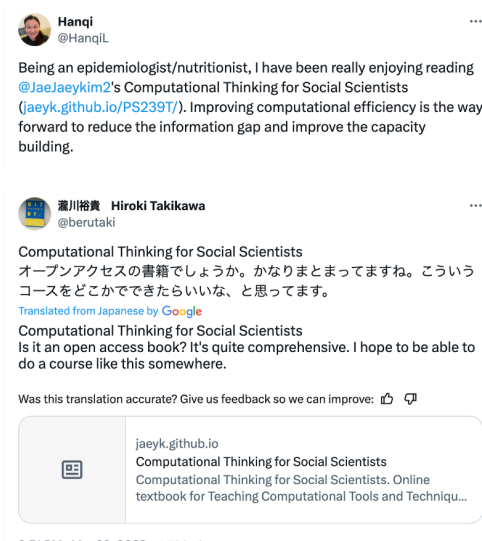 Hanqi
@HanqiL
Being an epidemiologist/nutritionist, I have been really enjoying reading
@JaeJaeykim2's Computational Thinking for Social Scientists
(jaeyk.github.io/PS239T/). Improving computational efficiency is the way
forward to reduce the information gap and improve the capacity
building.
瀧川裕貴 Hiroki Takikawa
@berutaki
Computational Thinking for Social Scientists
オープンアクセスの書籍でしょうか。かなりまとまってますね。こういう
コースをどこかでできたらいいな、と思ってます。
Translated from Japanese by Google
Computational Thinking for Social Scientists
Is it an open access book? It's quite comprehensive. I hope to be able to
do a course like this somewhere.
Was this translation accurate? Give us feedback so we can improve:
jaeyk.github.io
Computational Thinking for Social Scientists
Computational Thinking for Social Scientists. Online
textbook for Teaching Computational Tools and Techniqu...